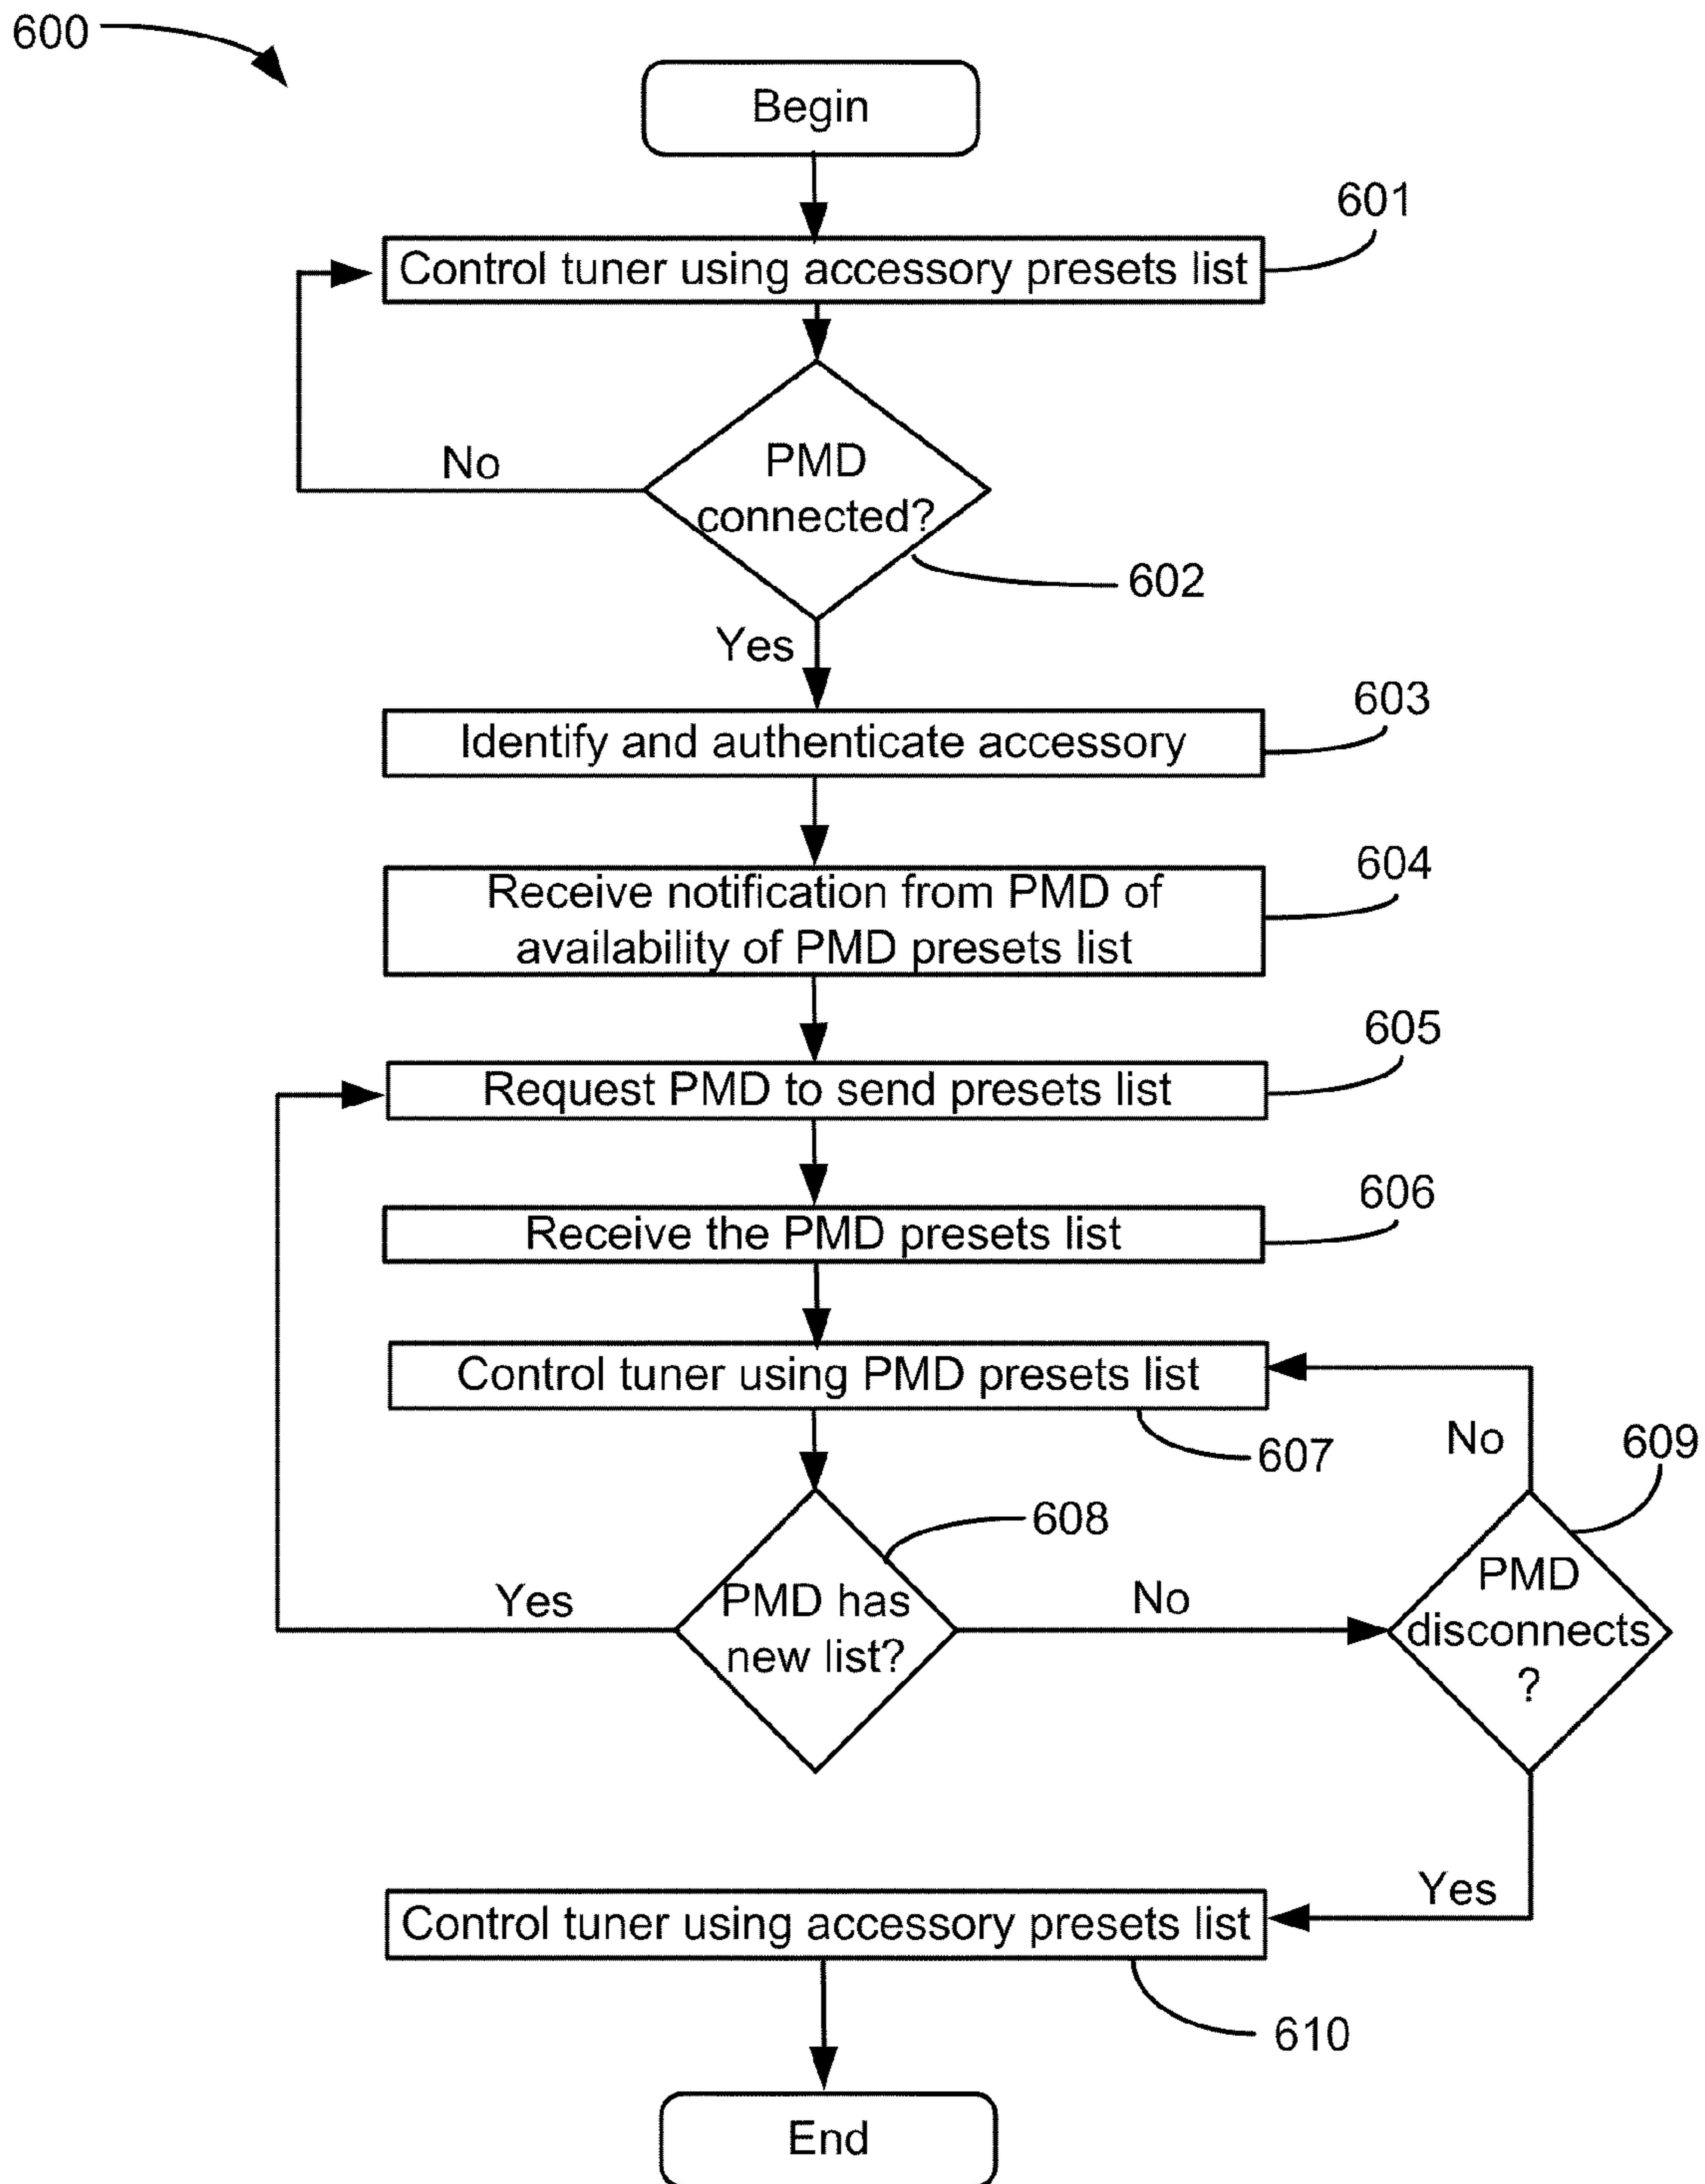 600
Begin
601
Control tuner using accessory presets list
No
PMD
connected?
602
Yes
603
Identify and authenticate accessory
604
Receive notification from PMD of
availability of PMD presets list
605
Request PMD to send presets list
606
Receive the PMD presets list
Control tuner using PMD presets list
607
No
609
608
PMD has
new list?
Yes
No
PMD
disconnects
?
Yes
Control tuner using accessory presets list
610
End